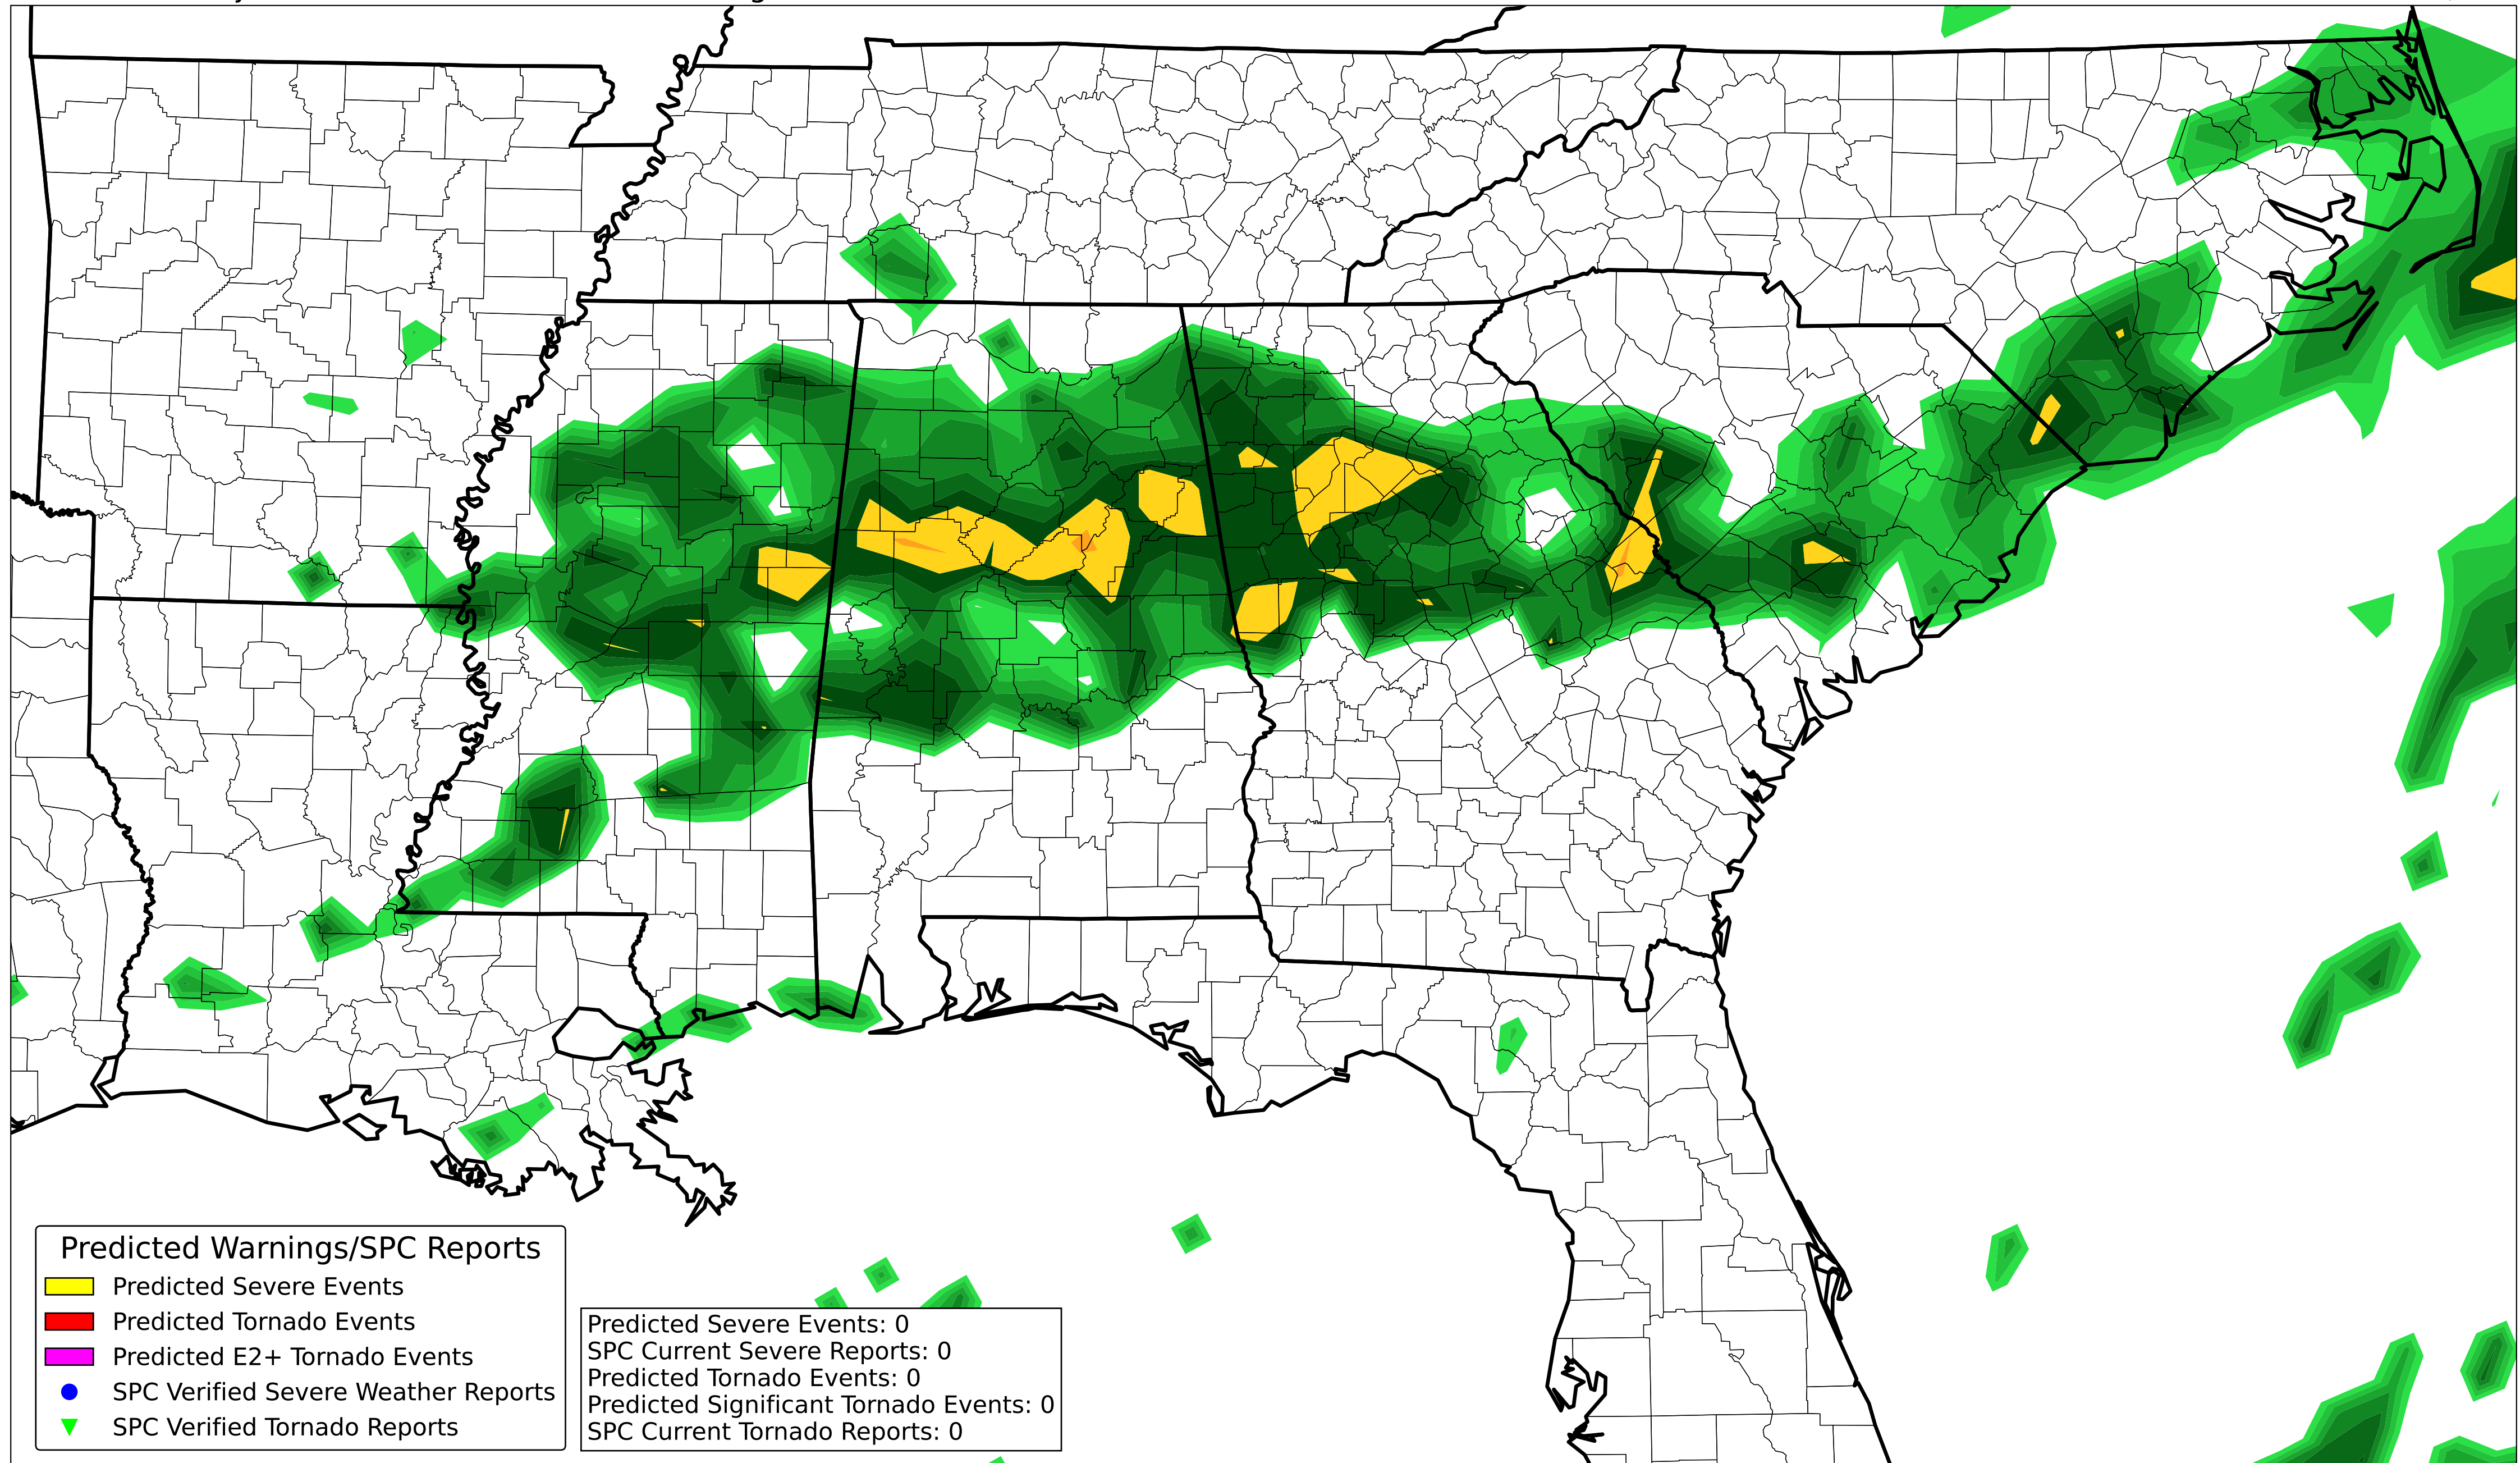 Predicted Warnings/SPC Reports
Predicted Severe Events
Predicted Tornado Events
Predicted E2+ Tornado Events
SPC Verified Severe Weather Reports
SPC Verified Tornado Reports
Predicted Severe Events: 0
SPC Current Severe Reports: 0
Predicted Tornado Events: 0
Predicted Significant Tornado Events: 0
SPC Current Tornado Reports: 0